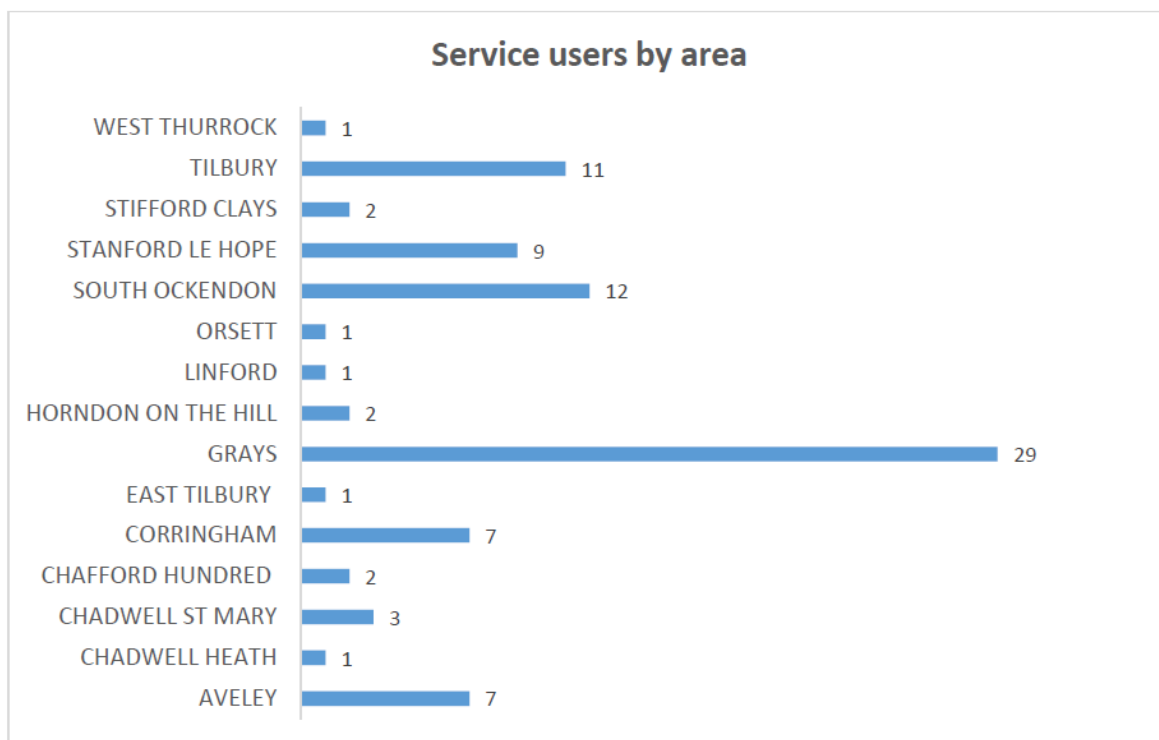 Service users by area
WEST THURROCK 1
TILBURY 11
STIFFORD CLAYS 2
STANFORD LE HOPE 9
SOUTH OCKENDON 12
ORSETT 1
LINFORD 1
HORNDON ON THE HILL 2
GRAYS 29
EAST TILBURY 1
CORRINGHAM 7
CHAFFORD HUNDRED 2
CHADWELL ST MARY 3
CHADWELL HEATH 1
AVELEY 7